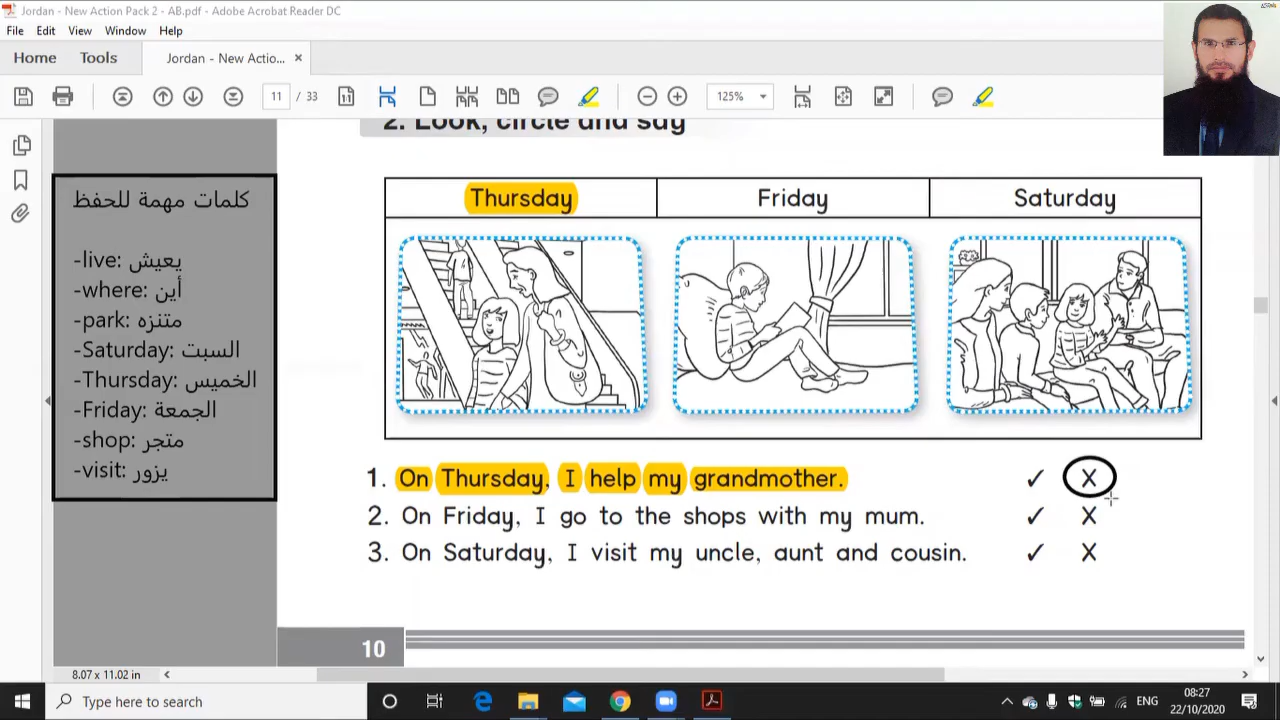 Jordan - New Action Pack 2 - AB.pdf - Adobe Acrobat Reader DC
File Edit View Window Help
Home Tools Jordan - New Actio... ×
11 / 33 125%
2. Look, circle and say
كلمات مهمة للحفظ
-live: يعيش
-where: أين
-park: متنزه
-Saturday: السبت
-Thursday: الخميس
-Friday: الجمعة
-shop: متجر
-visit: يزور
Thursday Friday Saturday
1. On Thursday, I help my grandmother. ✓ X
2. On Friday, I go to the shops with my mum. ✓ X
3. On Saturday, I visit my uncle, aunt and cousin. ✓ X
10
8.07 x 11.02 in
Type here to search
ENG
08:27
22/10/2020